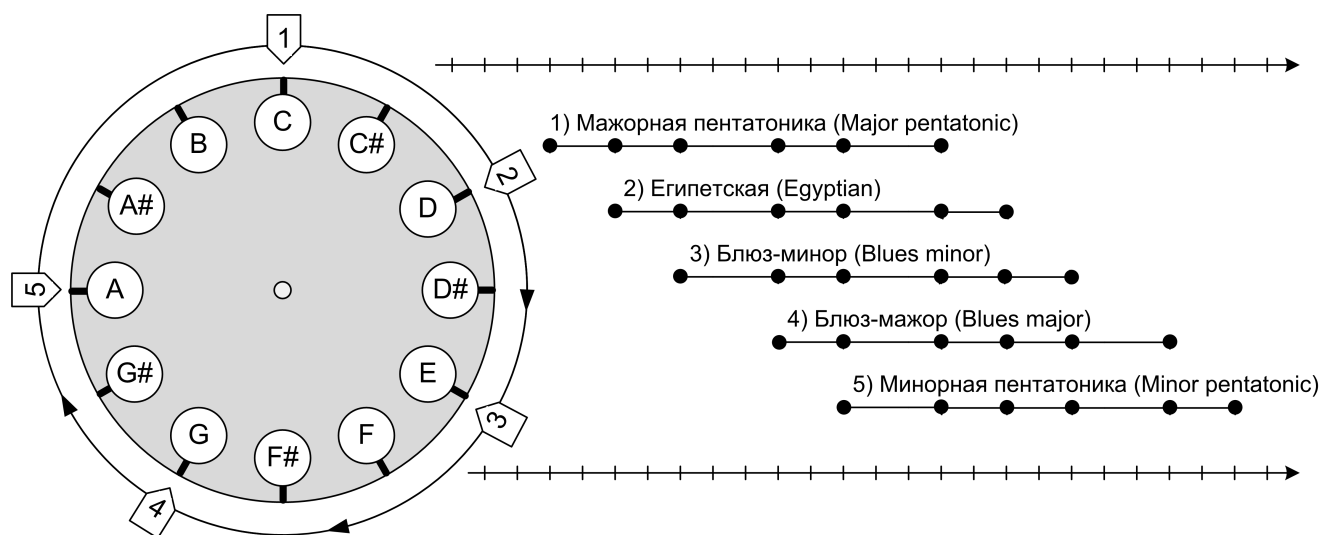 1
C
B
C#
2
A#
D
5
A
D#
G#
E
3
G
F
F#
4
1) Мажорная пентатоника (Major pentatonic)
2) Египетская (Egyptian)
3) Блюз-минор (Blues minor)
4) Блюз-мажор (Blues major)
5) Минорная пентатоника (Minor pentatonic)